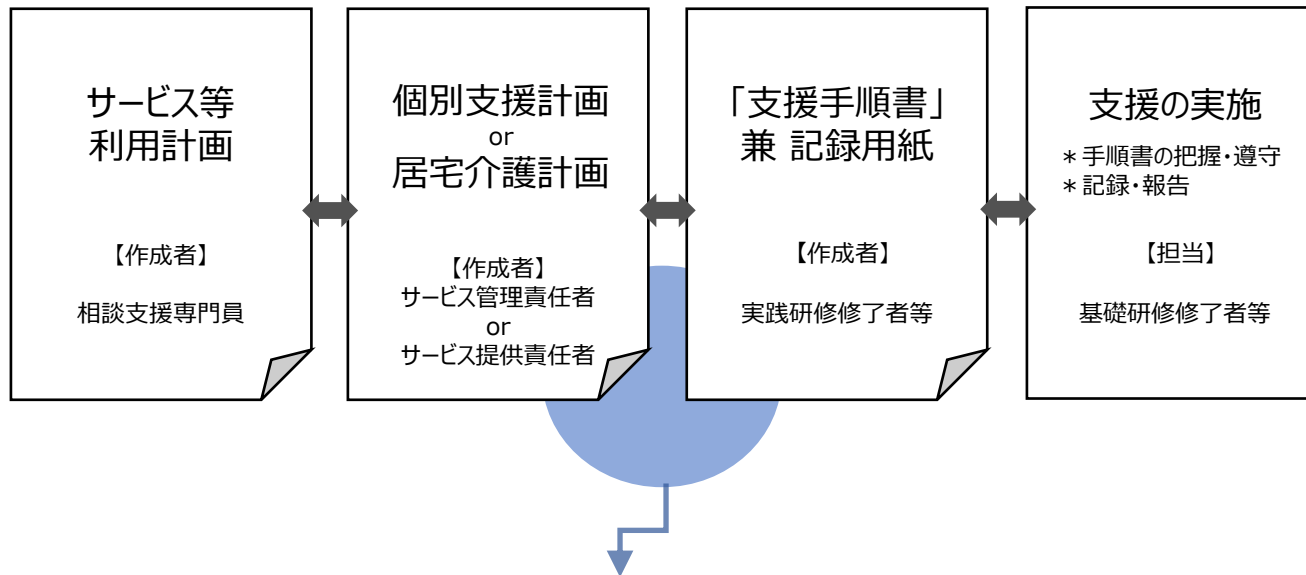 サービス等
利用計画
【作成者】
相談支援専門員
個別支援計画
or
居宅介護計画
【作成者】
サービス管理責任者
or
サービス提供責任者
「支援手順書」
兼 記録用紙
【作成者】
実践研修修了者等
支援の実施
＊手順書の把握・遵守
＊記録・報告
【担当】
基礎研修修了者等